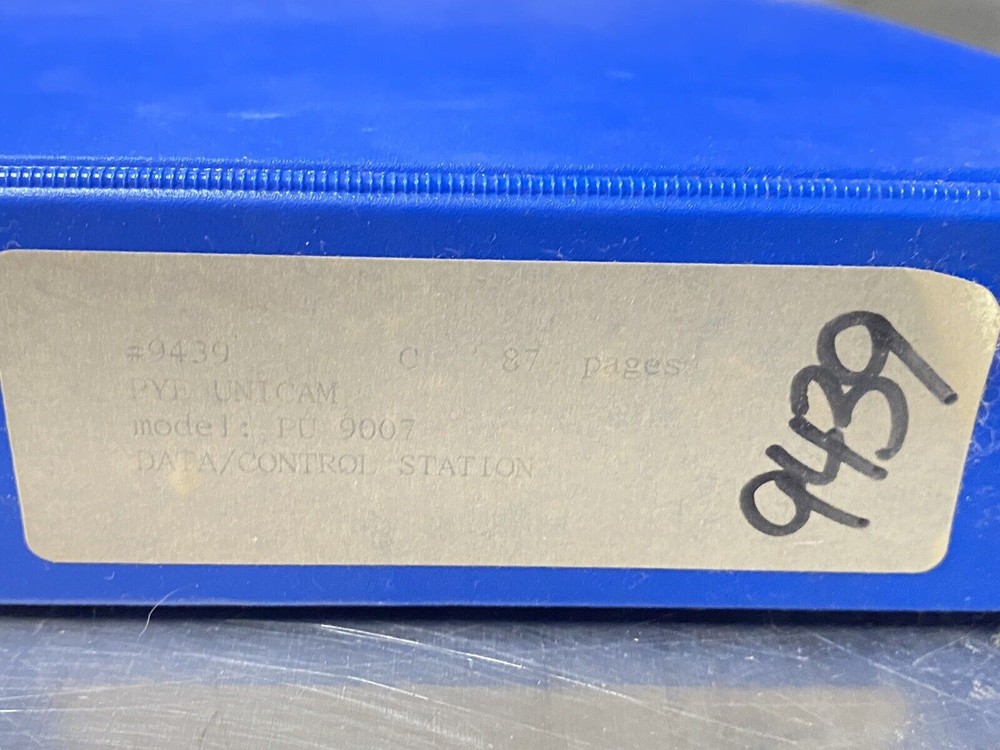 #9439 C 87 pages
PYE UNICAM
model: PU 9007
DATA/CONTROL STATION
9439